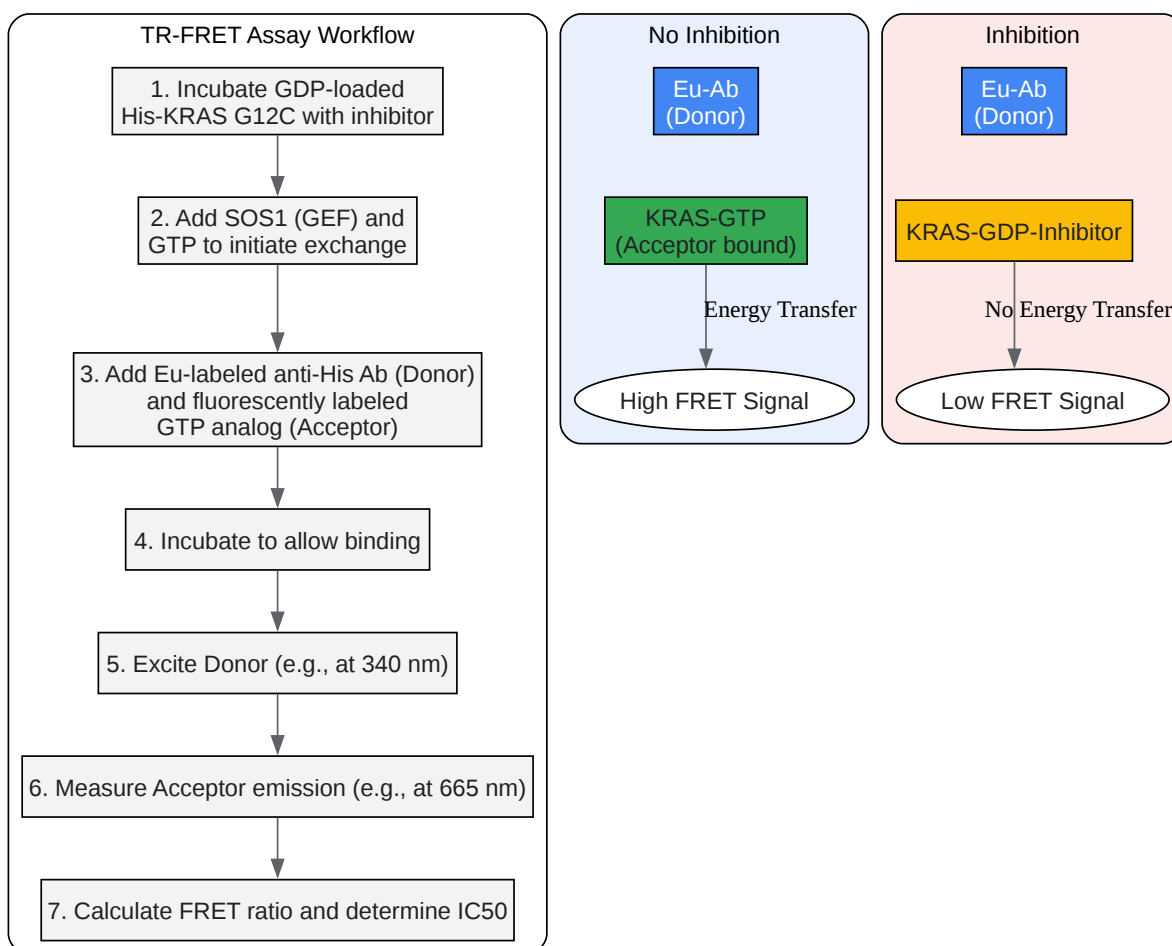 TR-FRET Assay Workflow
1. Incubate GDP-loaded
His-KRAS G12C with inhibitor
2. Add SOS1 (GEF) and
GTP to initiate exchange
3. Add Eu-labeled anti-His Ab (Donor)
and fluorescently labeled
GTP analog (Acceptor)
4. Incubate to allow binding
5. Excite Donor (e.g., at 340 nm)
6. Measure Acceptor emission (e.g., at 665 nm)
7. Calculate FRET ratio and determine IC50
No Inhibition
Eu-Ab
(Donor)
KRAS-GTP
(Acceptor bound)
Energy Transfer
High FRET Signal
Inhibition
Eu-Ab
(Donor)
KRAS-GDP-Inhibitor
No Energy Transfer
Low FRET Signal